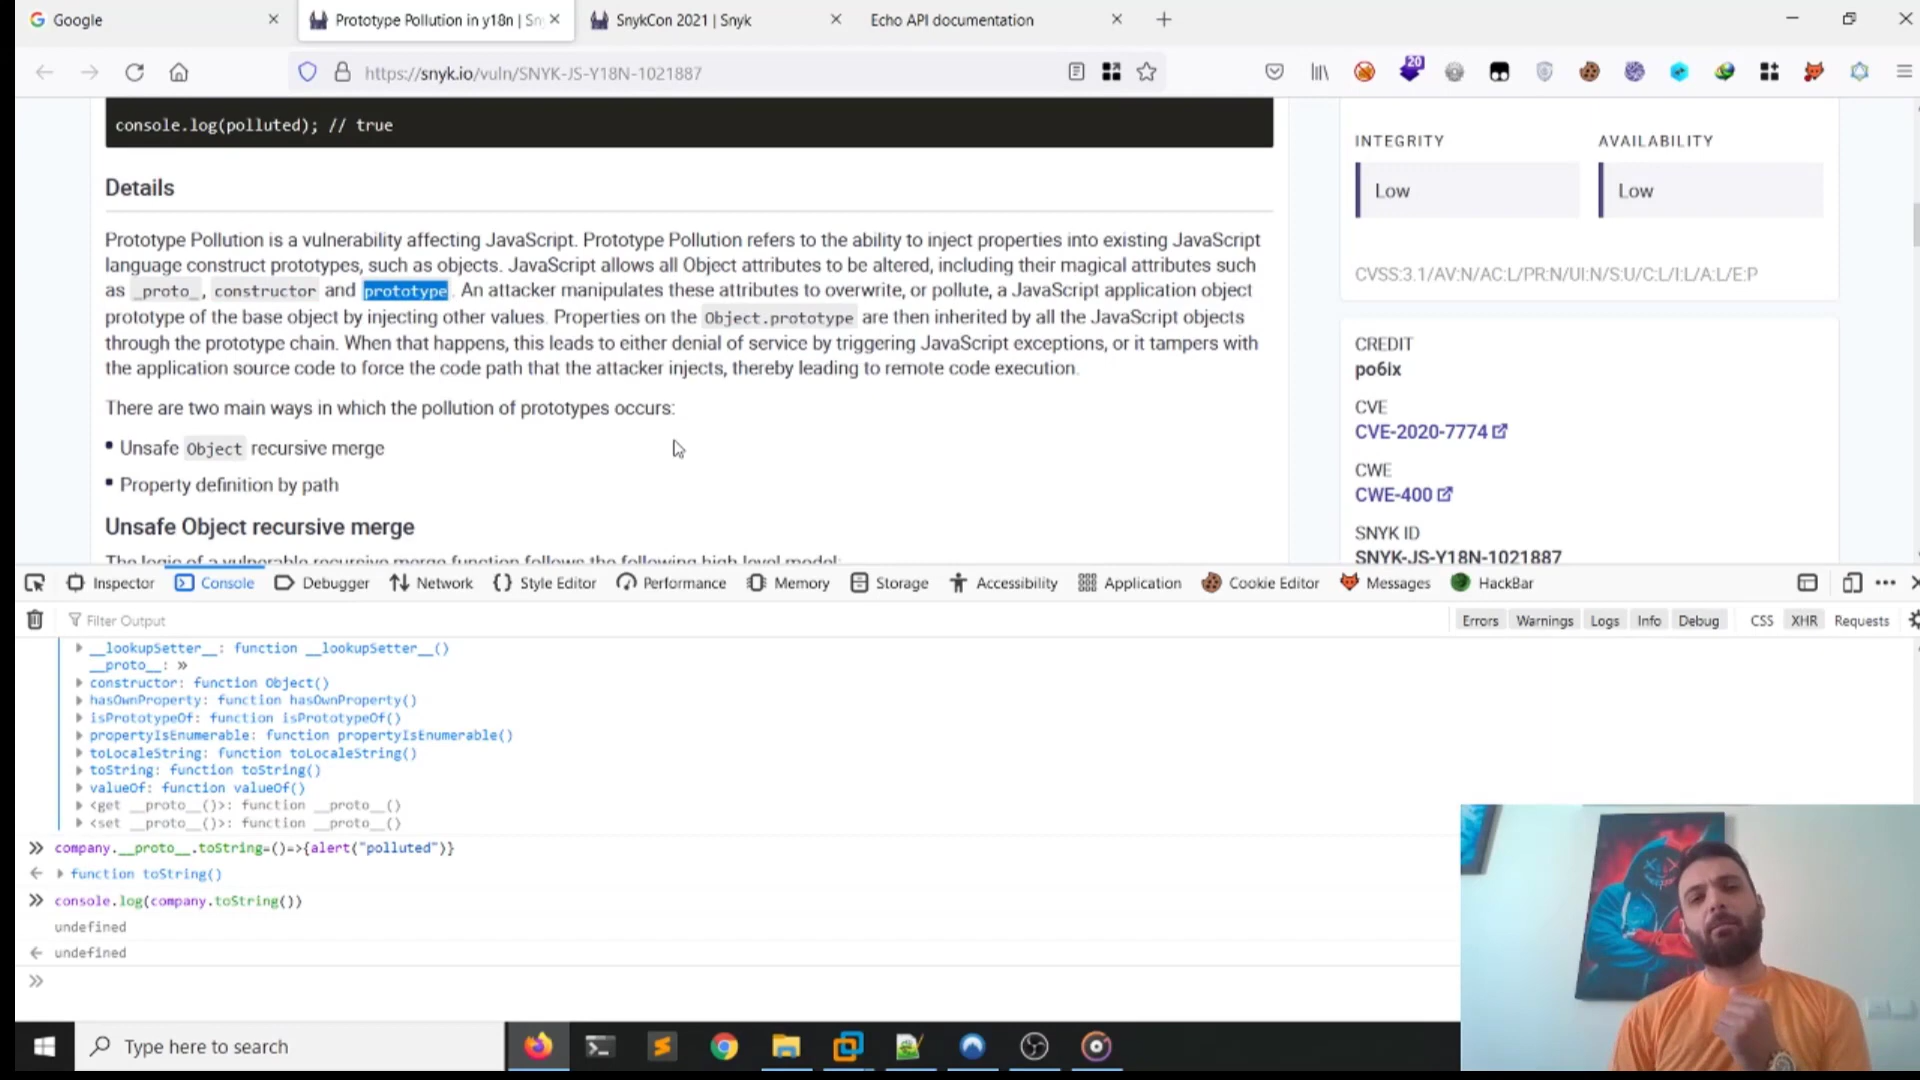 Google
Prototype Pollution in y18n | Sn
SnykCon 2021 | Snyk
Echo API documentation
https://snyk.io/vuln/SNYK-JS-Y18N-1021887
20
console.log(polluted); // true
Details
Prototype Pollution is a vulnerability affecting JavaScript. Prototype Pollution refers to the ability to inject properties into existing JavaScript
language construct prototypes, such as objects. JavaScript allows all Object attributes to be altered, including their magical attributes such
as _proto_, constructor and prototype. An attacker manipulates these attributes to overwrite, or pollute, a JavaScript application object
prototype of the base object by injecting other values. Properties on the Object.prototype are then inherited by all the JavaScript objects
through the prototype chain. When that happens, this leads to either denial of service by triggering JavaScript exceptions, or it tampers with
the application source code to force the code path that the attacker injects, thereby leading to remote code execution.
There are two main ways in which the pollution of prototypes occurs:
• Unsafe Object recursive merge
• Property definition by path
Unsafe Object recursive merge
The logic of a vulnerable recursive merge function follows the following high level model:
INTEGRITY
Low
AVAILABILITY
Low
CVSS:3.1/AV:N/AC:L/PR:N/UI:N/S:U/C:L/I:L/A:L/E:P
CREDIT
po6ix
CVE
CVE-2020-7774
CWE
CWE-400
SNYK ID
SNYK-JS-Y18N-1021887
Inspector Console Debugger Network Style Editor Performance Memory Storage Accessibility Application Cookie Editor Messages HackBar
Filter Output
Errors Warnings Logs Info Debug CSS XHR Requests
__lookupSetter__: function __lookupSetter__()
__proto__: »
constructor: function Object()
hasOwnProperty: function hasOwnProperty()
isPrototypeOf: function isPrototypeOf()
propertyIsEnumerable: function propertyIsEnumerable()
toLocaleString: function toLocaleString()
toString: function toString()
valueOf: function valueOf()
<get __proto__()>: function __proto__()
<set __proto__()>: function __proto__()
company.__proto__.toString=()=>{alert("polluted")}
function toString()
console.log(company.toString())
undefined
undefined
Type here to search